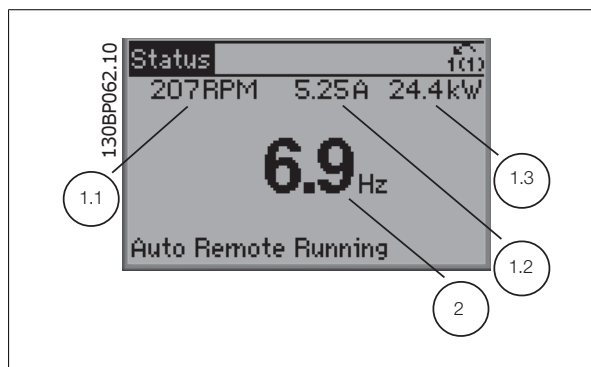 130BP062.10
Status 1(1)
207RPM 5.25A 24.4kW
6.9Hz
Auto Remote Running
1.1
1.3
1.2
2